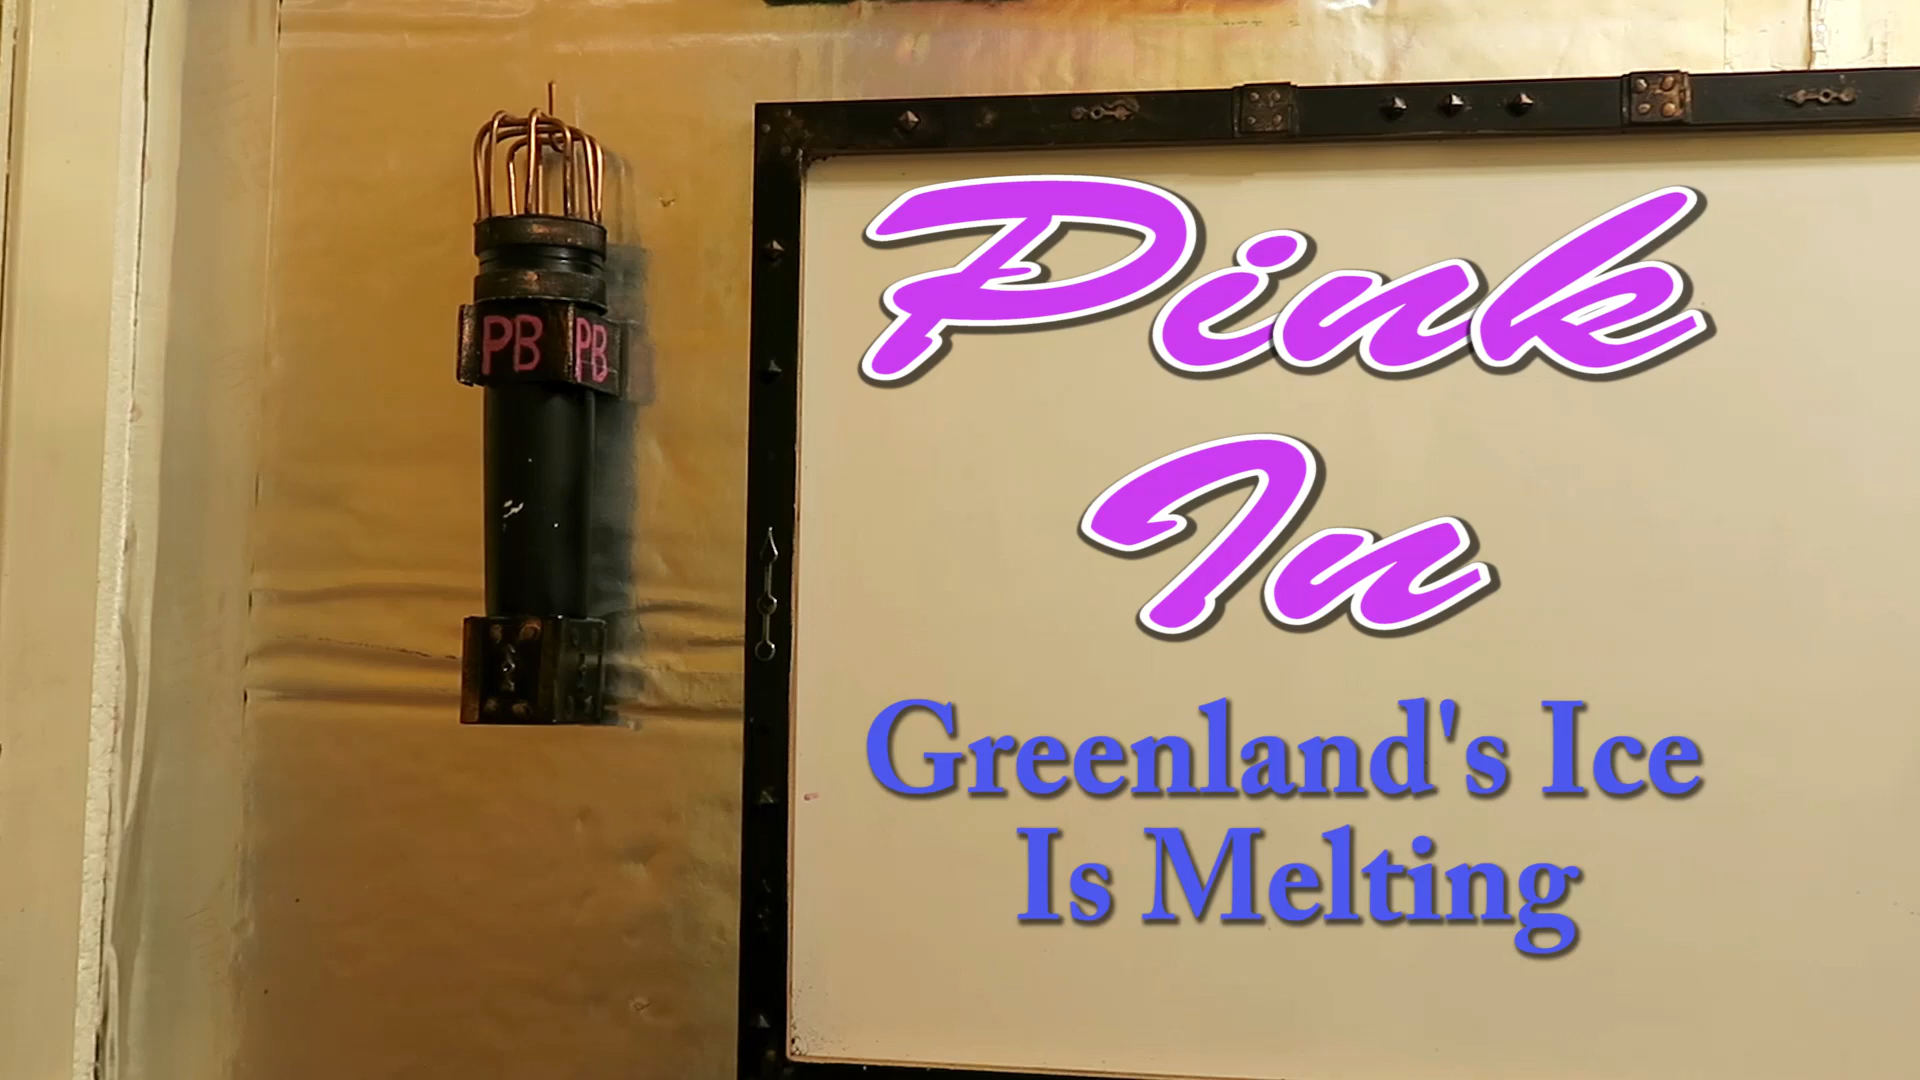 PB PB
Pink
In
Greenland's Ice
Is Melting